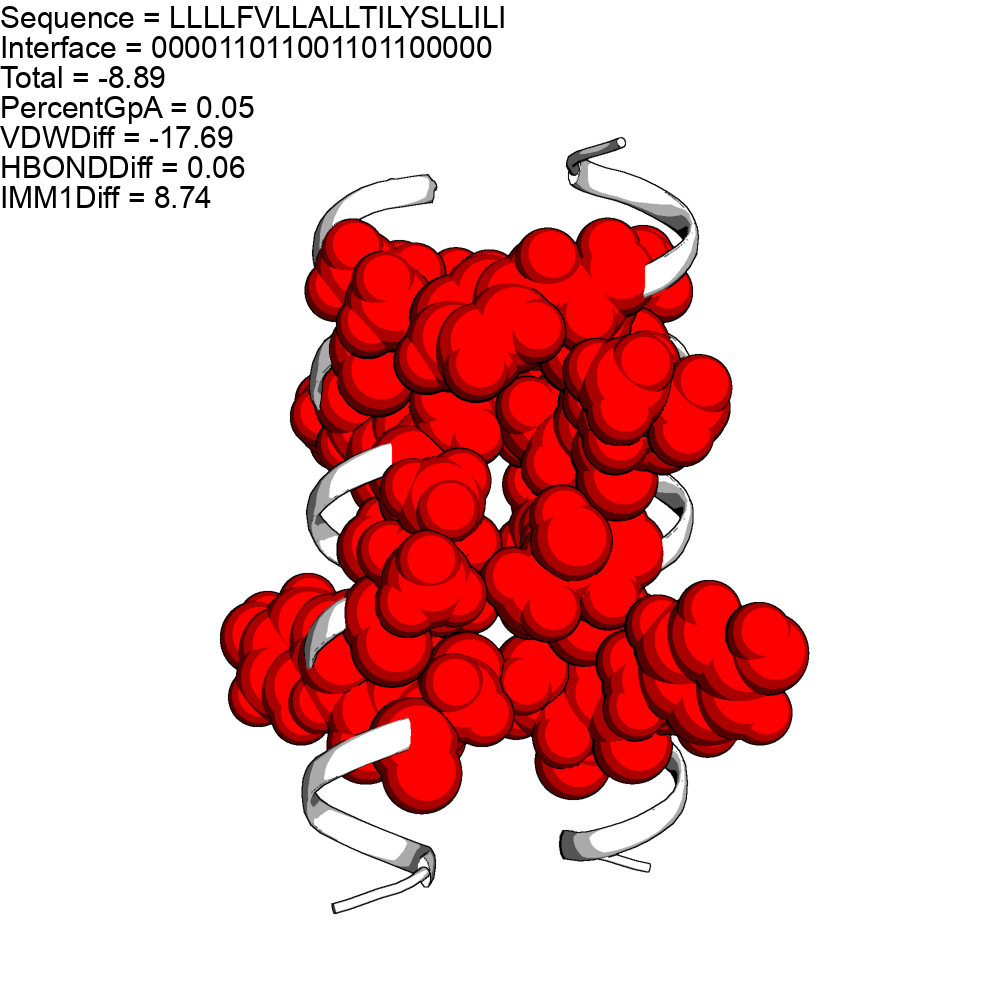 Sequence = LLLLFVLLALLTILYSLLILI
Interface = 000011011001101100000
Total = -8.89
PercentGpA = 0.05
VDWDiff = -17.69
HBONDDiff = 0.06
IMM1Diff = 8.74